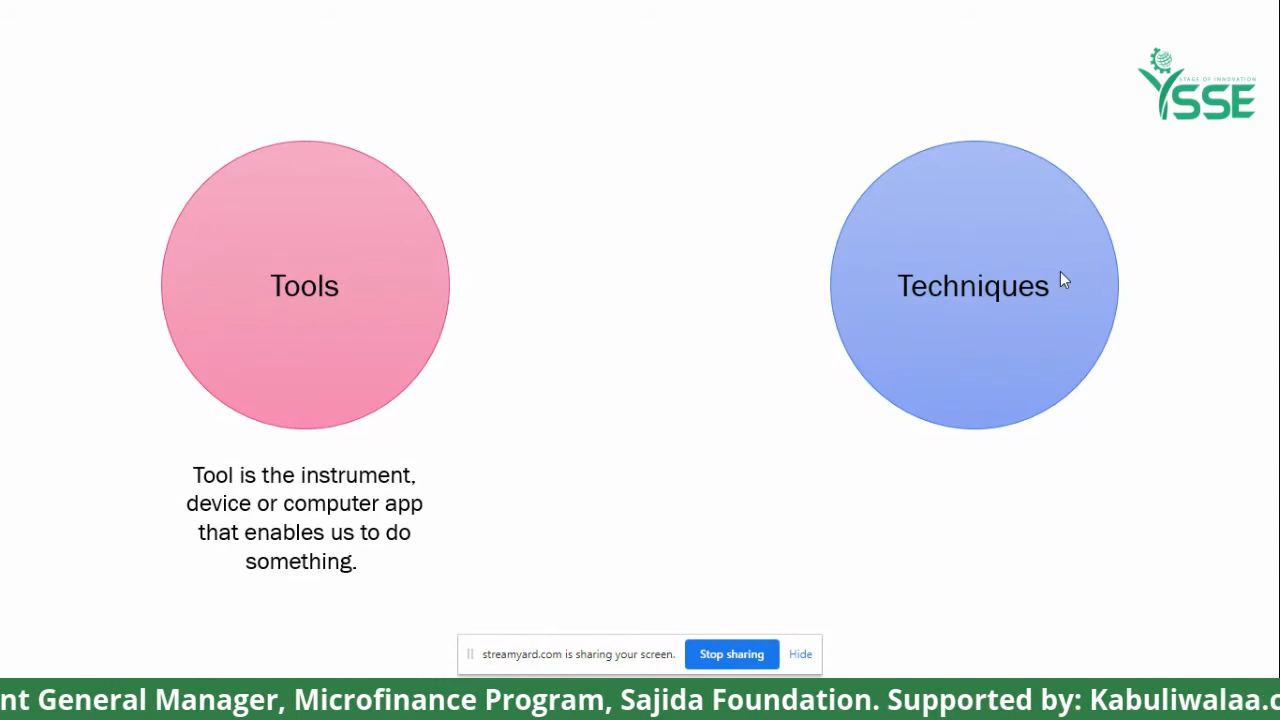 STAGE OF INNOVATION
YSSE
Tools
Techniques
Tool is the instrument,
device or computer app
that enables us to do
something.
streamyard.com is sharing your screen.
Stop sharing
Hide
nt General Manager, Microfinance Program, Sajida Foundation. Supported by: Kabuliwalaa.c